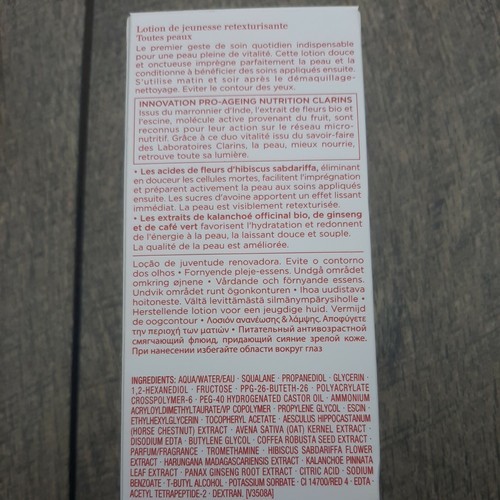 Lotion de jeunesse retexturisante
Toutes peaux
Le premier geste de soin quotidien indispensable
pour une peau pleine de vitalité. Cette lotion douce
et onctueuse imprègne parfaitement la peau et la
conditionne à bénéficier des soins appliqués ensuite.
S'utilise matin et soir après le démaquillage-
nettoyage. Eviter le contour des yeux.
INNOVATION PRO-AGEING NUTRITION CLARINS
Issus du marronnier d'Inde, l'extrait de fleurs bio et
l'escine, molécule active provenant du fruit, sont
reconnus pour leur action sur le réseau micro-
nutritif. Grâce à ce duo vitalité issu du savoir-faire
des Laboratoires Clarins, la peau, mieux nourrie,
retrouve toute sa lumière.
• Les acides de fleurs d'hibiscus sabdariffa, éliminant
en douceur les cellules mortes, facilitent l'imprégnation
et préparent activement la peau aux soins appliqués
ensuite. Les sucres d'avoine apportent un effet lissant
immédiat. La peau est visiblement retexturisée.
• Les extraits de kalanchoé officinal bio, de ginseng
et de café vert favorisent l'hydratation et redonnent
de l'énergie à la peau, la laissant douce et souple.
La qualité de la peau est améliorée.
Loção de juventude renovadora. Evite o contorno
dos olhos • Fornyende pleje-essens. Undgå området
omkring øjnene • Vårdande och förnyande essens.
Undvik området runt ögonkonturen • Ihoa uudistava
hoitoneste. Vältä levittämästä silmänympärysiholle •
Herstellende lotion voor een jeugdige huid. Vermijd
de oogcontour • Λοσιόν ανανέωσης & λάμψης. Αποφύγετε
την περιοχή των ματιών • Питательный антивозрастной
смягчающий флюид, придающий сияние зрелой коже.
При нанесении избегайте области вокруг глаз
INGREDIENTS: AQUA/WATER/EAU · SQUALANE · PROPANEDIOL · GLYCERIN ·
1,2-HEXANEDIOL · FRUCTOSE · PPG-26-BUTETH-26 · POLYACRYLATE
CROSSPOLYMER-6 · PEG-40 HYDROGENATED CASTOR OIL · AMMONIUM
ACRYLOYLDIMETHYLTAURATE/VP COPOLYMER · PROPYLENE GLYCOL · ESCIN ·
ETHYLHEXYLGLYCERIN · TOCOPHERYL ACETATE · AESCULUS HIPPOCASTANUM
(HORSE CHESTNUT) EXTRACT · AVENA SATIVA (OAT) KERNEL EXTRACT ·
DISODIUM EDTA · BUTYLENE GLYCOL · COFFEA ROBUSTA SEED EXTRACT ·
PARFUM/FRAGRANCE · TROMETHAMINE · HIBISCUS SABDARIFFA FLOWER
EXTRACT · HARUNGANA MADAGASCARIENSIS EXTRACT · KALANCHOE PINNATA
LEAF EXTRACT · PANAX GINSENG ROOT EXTRACT · CITRIC ACID · SODIUM
BENZOATE · T-BUTYL ALCOHOL · POTASSIUM SORBATE · CI 14700/RED 4 · EDTA ·
ACETYL TETRAPEPTIDE-2 · DEXTRAN. [V3508A]